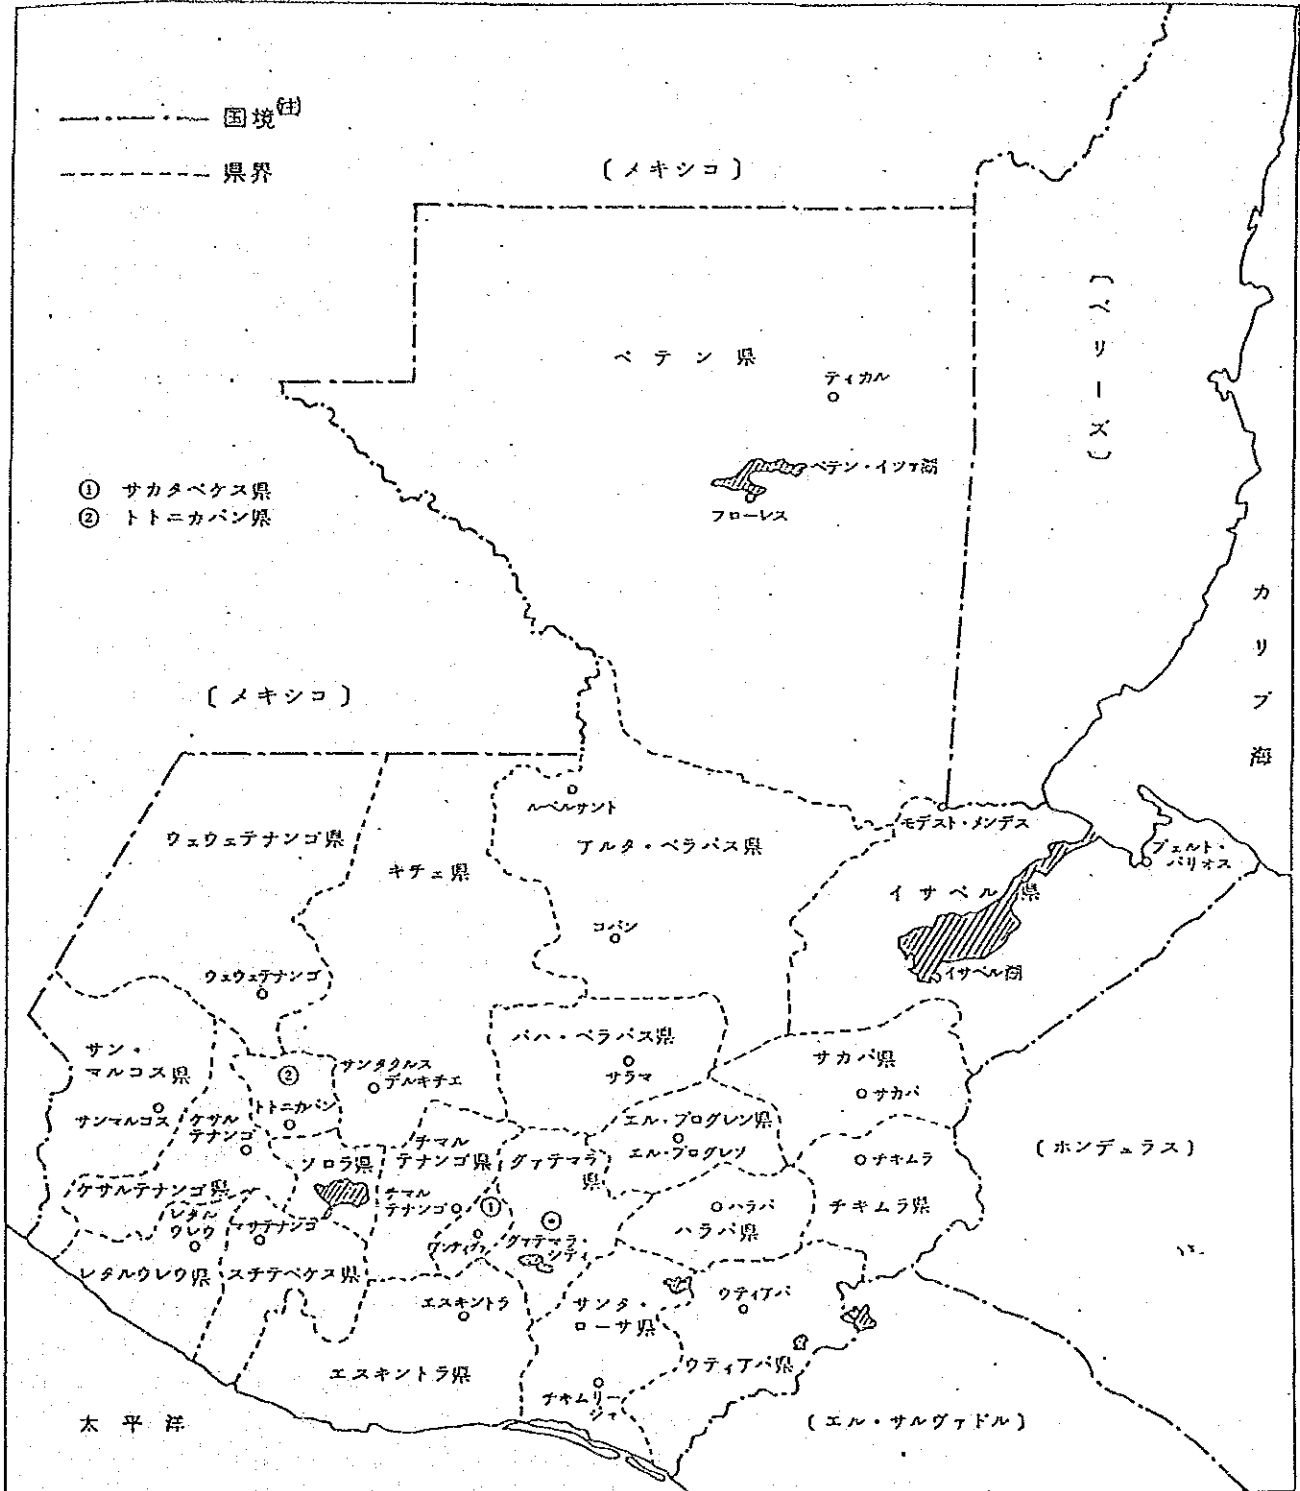 国境(注)
県界
〔メキシコ〕
〔ベリーズ〕
ペテン県
ティカル
ペテン・イツァ湖
フローレス
① サカタペケス県
② トトニカパン県
カリブ海
〔メキシコ〕
ルベルサント
モデスト・メンデス
ウェウェテナンゴ県
アルタ・ベラパス県
プェルト・
バリオス
キチェ県
イサベル県
コバン
ウェウェテナンゴ
イサベル湖
バハ・ベラパス県
サン・
マルコス県
サカパ県
②
サンタクルス
デルキチエ
サラマ
サカパ
サンマルコス
ケサル
テナンゴ
トトニカパン
エル・プログレソ県
エル・プログレソ
チマル
テナンゴ県
グァテマラ
県
ソロラ県
チキムラ
〔ホンデュラス〕
ケサルテナンゴ県
チマル
テナンゴ
①
ハラパ
ハラパ県
チキムラ県
レタル
ウレウ
マサテナンゴ
アンティグァ
グァテマラ・
シティ
レタルウレウ県
スチテペケス県
エスキントラ
サンタ・
ローサ県
ウティアパ
エスキントラ県
ウティアパ県
チキムリー
ジャ
太平洋
〔エル・サルヴァドル〕